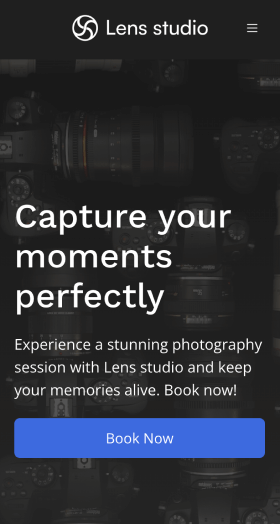 Lens studio
Capture your
moments
perfectly
Experience a stunning photography
session with Lens studio and keep
your memories alive. Book now!
Book Now